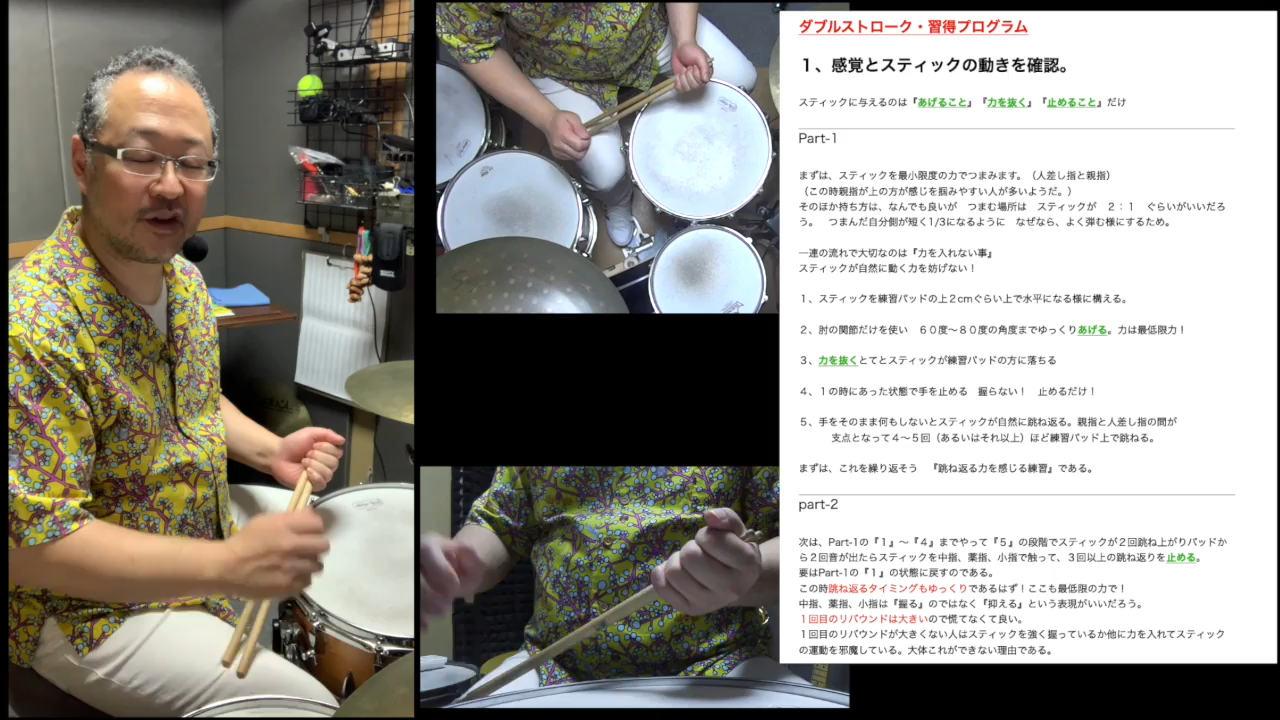 ダブルストローク・習得プログラム
１、感覚とスティックの動きを確認。
スティックに与えるのは『あげること』『力を抜く』『止めること』だけ
Part-1
まずは、スティックを最小限度の力でつまみます。（人差し指と親指）
（この時親指が上の方が感じを掴みやすい人が多いようだ。）
そのほか持ち方は、なんでも良いが　つまむ場所は　スティックが　２：１　ぐらいがいいだろ
う。　つまんだ自分側が短く1/3になるように　なぜなら、よく弾む様にするため。
一連の流れで大切なのは『力を入れない事』
スティックが自然に動く力を妨げない！
１、スティックを練習パッドの上２cmぐらい上で水平になる様に構える。
２、肘の関節だけを使い　６０度〜８０度の角度までゆっくりあげる。力は最低限力！
３、力を抜くとてとスティックが練習パッドの方に落ちる
４、１の時にあった状態で手を止める　握らない！　止めるだけ！
５、手をそのまま何もしないとスティックが自然に跳ね返る。親指と人差し指の間が
支点となって４〜５回（あるいはそれ以上）ほど練習パッド上で跳ねる。
まずは、これを繰り返そう　『跳ね返る力を感じる練習』である。
part-2
次は、Part-1の『１』〜『４』までやって『５』の段階でスティックが２回跳ね上がりパッドか
ら２回音が出たらスティックを中指、薬指、小指で触って、３回以上の跳ね返りを止める。
要はPart-1の『１』の状態に戻すのである。
この時跳ね返るタイミングもゆっくりであるはず！ここも最低限の力で！
中指、薬指、小指は『握る』のではなく『抑える』という表現がいいだろう。
１回目のリバウンドは大きいので慌てなくて良い。
１回目のリバウンドが大きくない人はスティックを強く握っているか他に力を入れてスティック
の運動を邪魔している。大体これができない理由である。